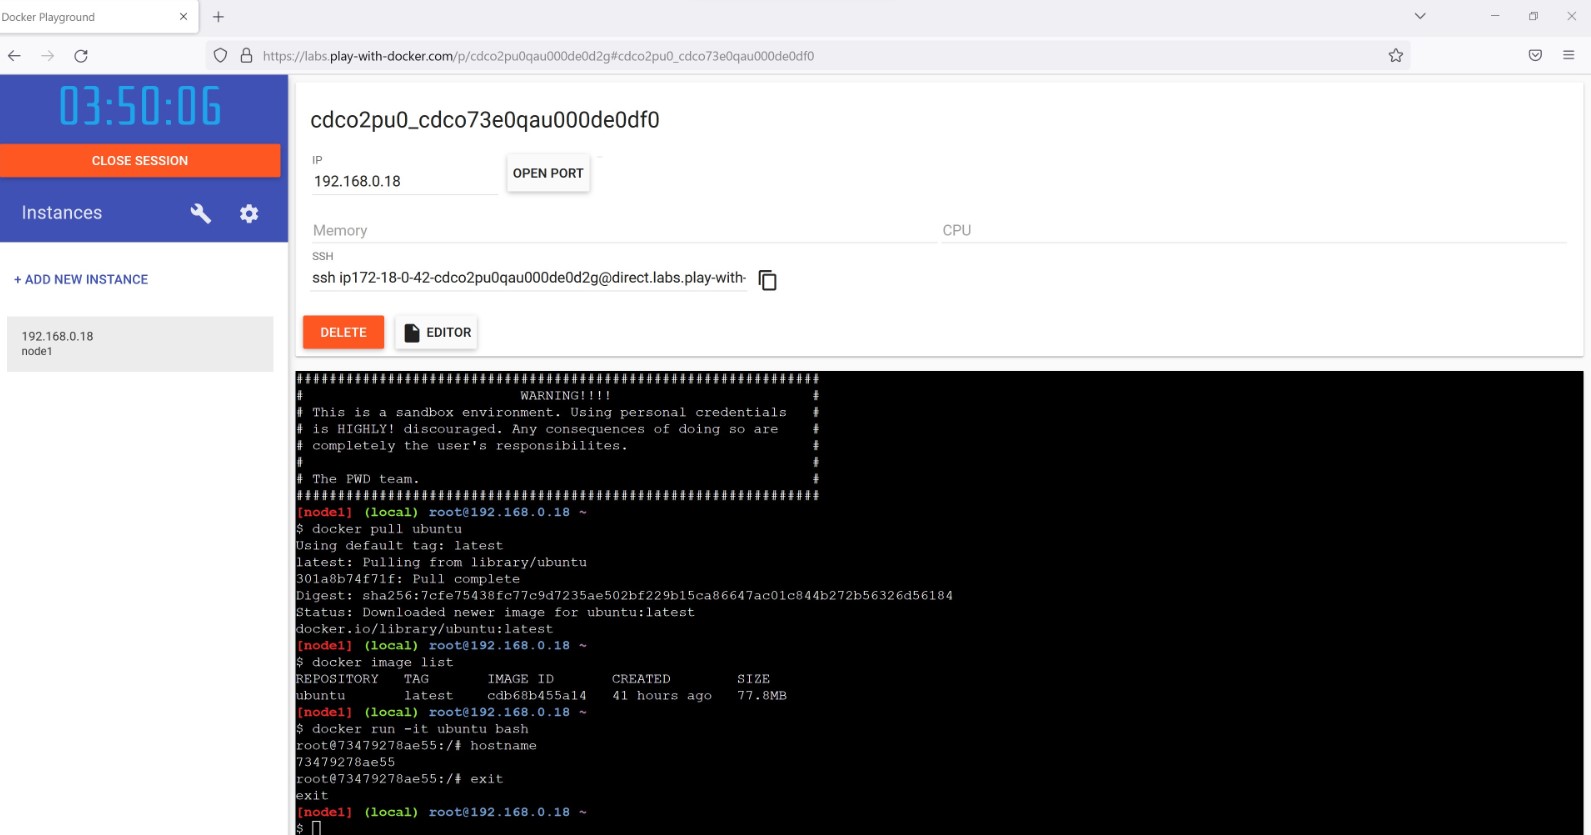 Docker Playground
https://labs.play-with-docker.com/p/cdco2pu0qau000de0d2g#cdco2pu0_cdco73e0qau000de0df0
03:50:06
CLOSE SESSION
Instances
+ ADD NEW INSTANCE
192.168.0.18
node1
cdco2pu0_cdco73e0qau000de0df0
IP
192.168.0.18
OPEN PORT
Memory
CPU
SSH
ssh ip172-18-0-42-cdco2pu0qau000de0d2g@direct.labs.play-with-
DELETE
EDITOR
###############################################################
#                          WARNING!!!!                        #
# This is a sandbox environment. Using personal credentials   #
# is HIGHLY! discouraged. Any consequences of doing so are    #
# completely the user's responsibilites.                      #
#                                                             #
# The PWD team.                                               #
###############################################################
[node1] (local) root@192.168.0.18 ~
$ docker pull ubuntu
Using default tag: latest
latest: Pulling from library/ubuntu
301a8b74f71f: Pull complete
Digest: sha256:7cfe75438fc77c9d7235ae502bf229b15ca86647ac01c844b272b56326d56184
Status: Downloaded newer image for ubuntu:latest
docker.io/library/ubuntu:latest
[node1] (local) root@192.168.0.18 ~
$ docker image list
REPOSITORY   TAG       IMAGE ID       CREATED        SIZE
ubuntu       latest    cdb68b455a14   41 hours ago   77.8MB
[node1] (local) root@192.168.0.18 ~
$ docker run -it ubuntu bash
root@73479278ae55:/# hostname
73479278ae55
root@73479278ae55:/# exit
exit
[node1] (local) root@192.168.0.18 ~
$